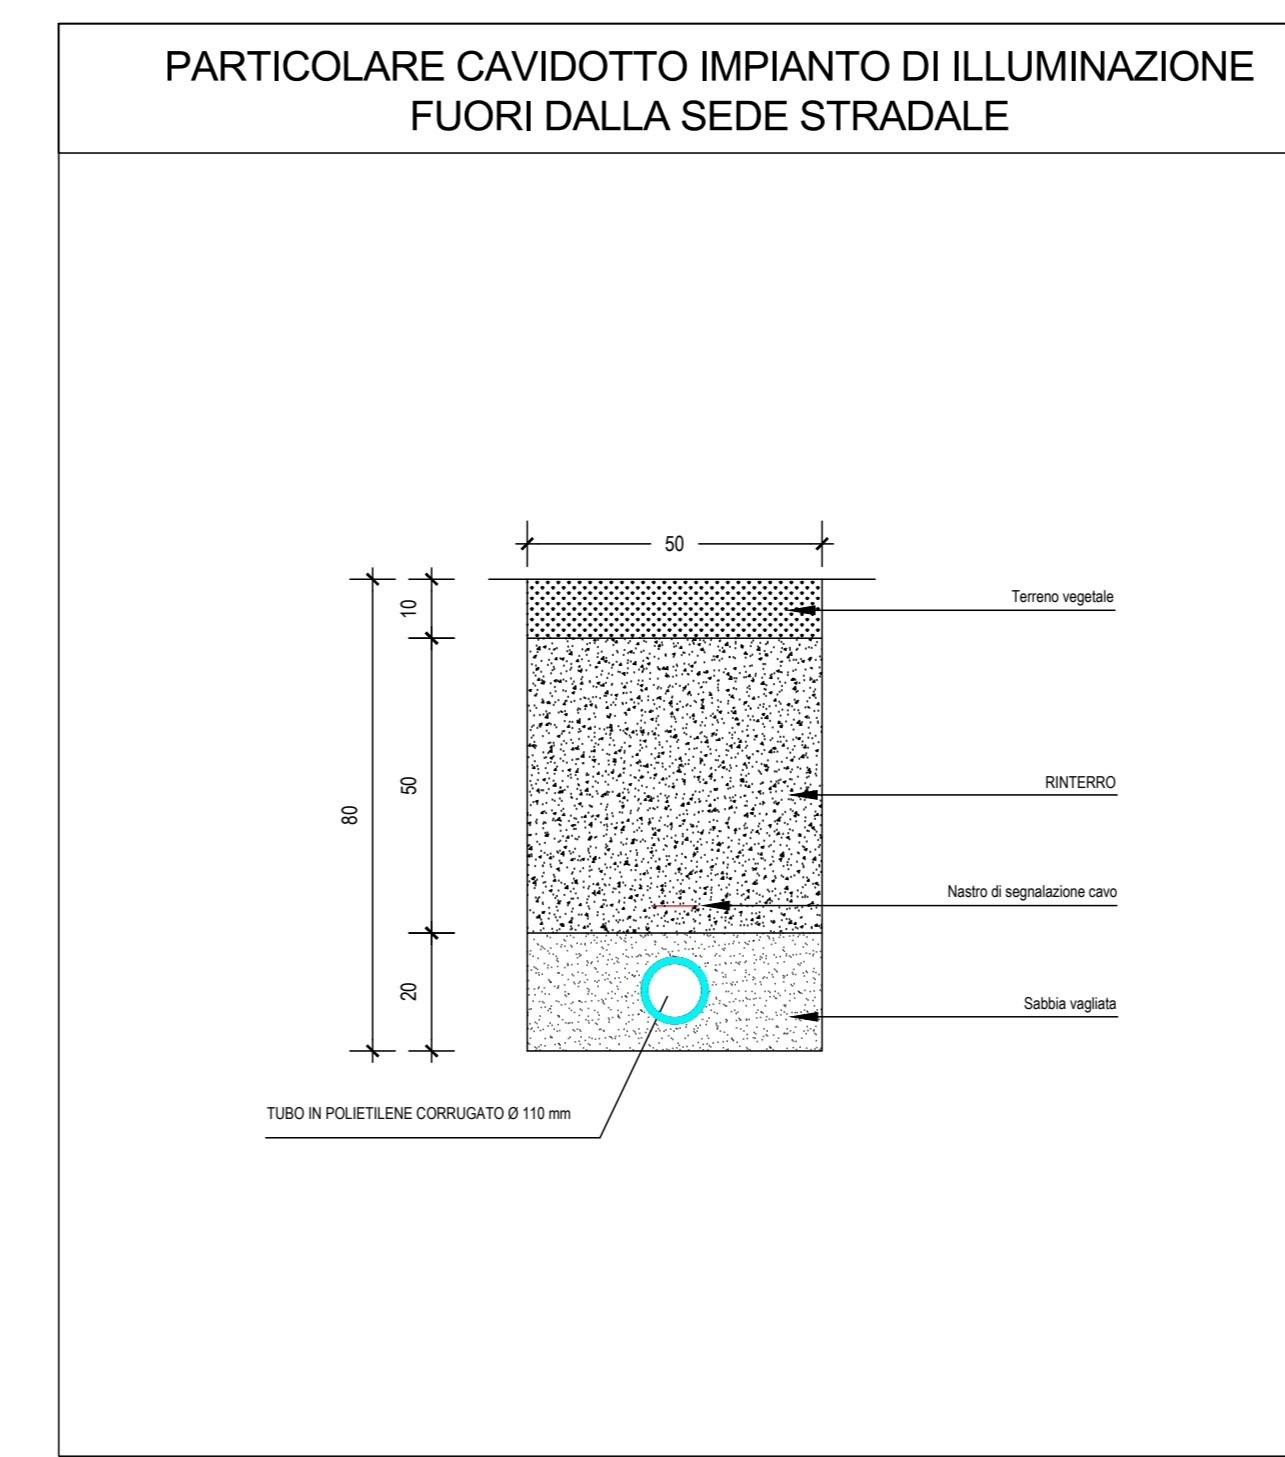 PARTICOLARE CAVIDOTTO IMPIANTO DI ILLUMINAZIONE
FUORI DALLA SEDE STRADALE
50
10
Terreno vegetale
50
80
RINTERRO
Nastro di segnalazione cavo
20
Sabbia vagliata
TUBO IN POLIETILENE CORRUGATO Ø 110 mm